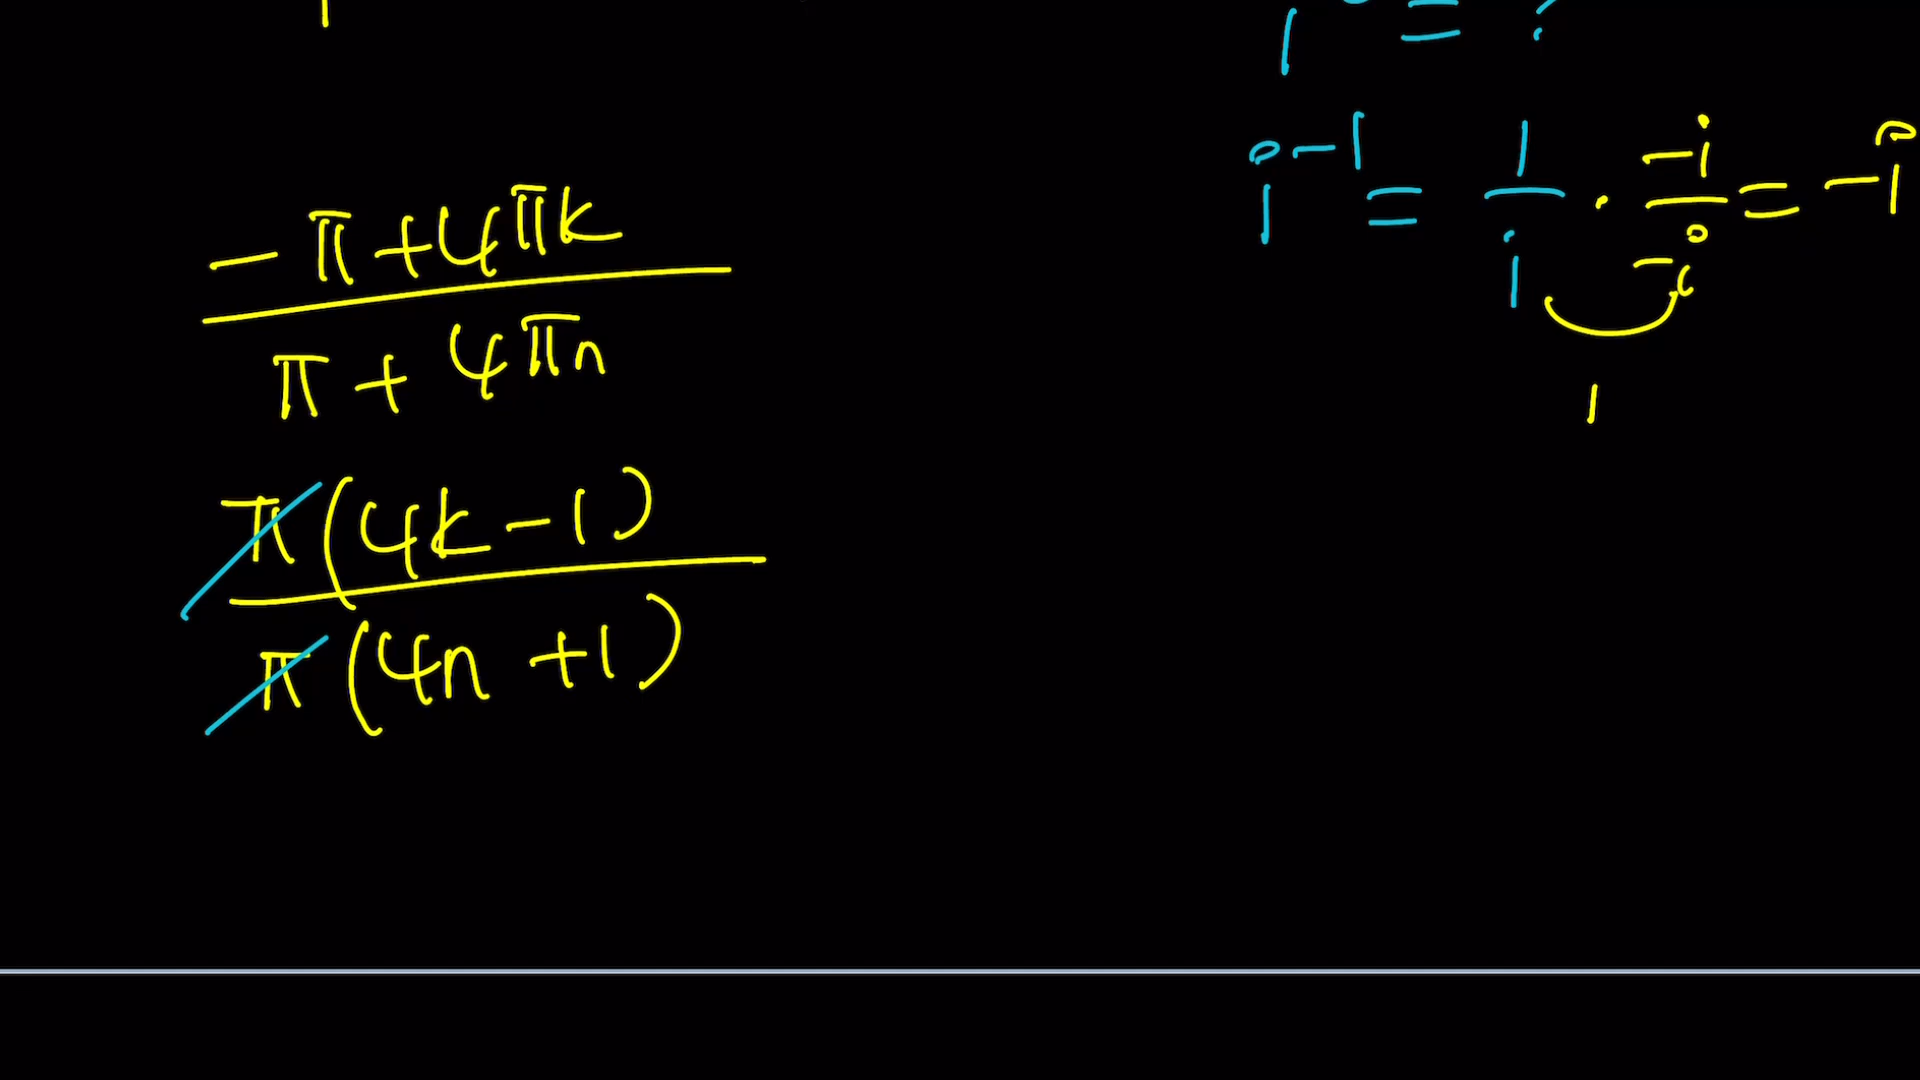 -π+4πk
π+4πn
π(4k-1)
π(4n+1)
i = ?
i⁻¹ = 1/i · -i/-i = -i
1